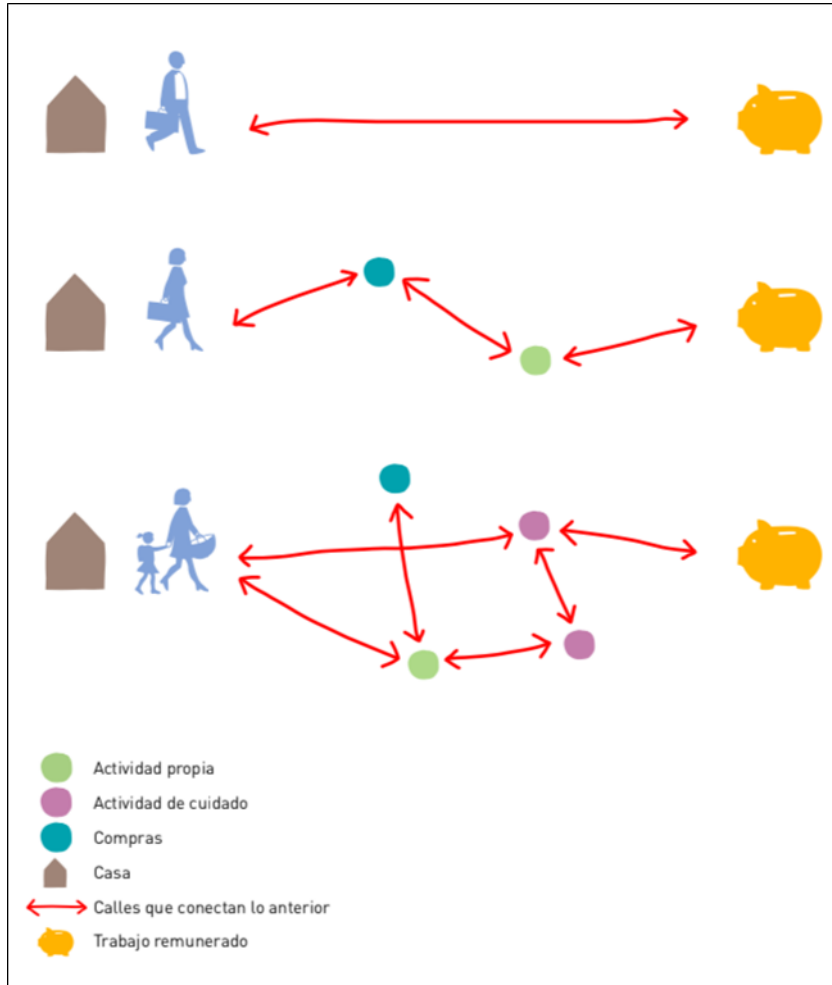 Actividad propia
Actividad de cuidado
Compras
Casa
Calles que conectan lo anterior
Trabajo remunerado